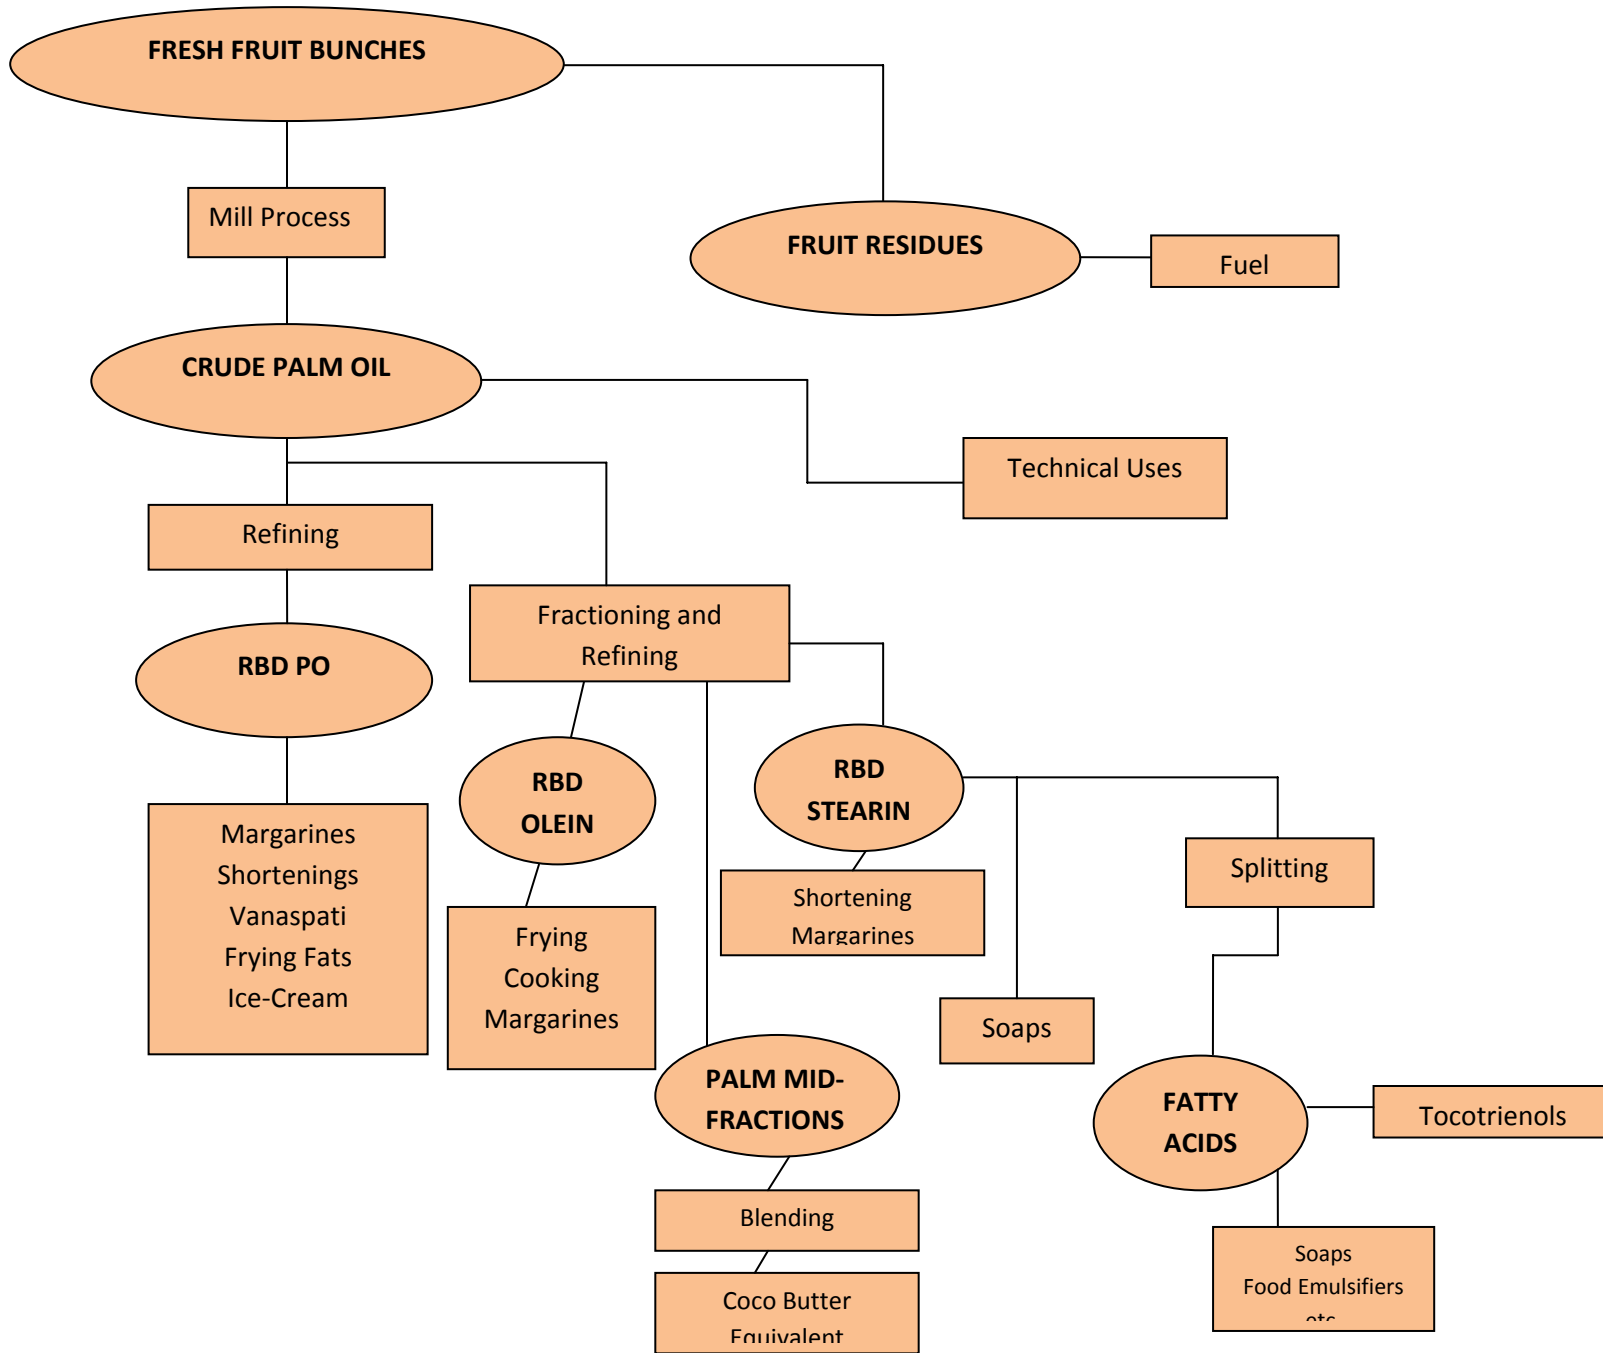 FRESH FRUIT BUNCHES
Mill Process
FRUIT RESIDUES
Fuel
CRUDE PALM OIL
Technical Uses
Refining
Fractioning and
Refining
RBD PO
RBD
OLEIN
RBD
STEARIN
Margarines
Shortenings
Vanaspati
Frying Fats
Ice-Cream
Frying
Cooking
Margarines
Shortening
Margarines
Splitting
Soaps
PALM MID-
FRACTIONS
FATTY
ACIDS
Tocotrienols
Blending
Coco Butter
Equivalent
Soaps
Food Emulsifiers
etc